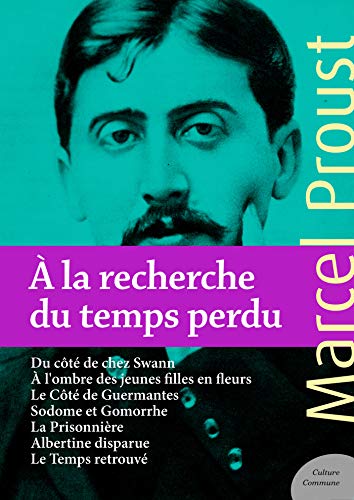 Marcel Proust
À la recherche
du temps perdu
Du côté de chez Swann
À l'ombre des jeunes filles en fleurs
Le Côté de Guermantes
Sodome et Gomorrhe
La Prisonnière
Albertine disparue
Le Temps retrouvé
Culture
Commune